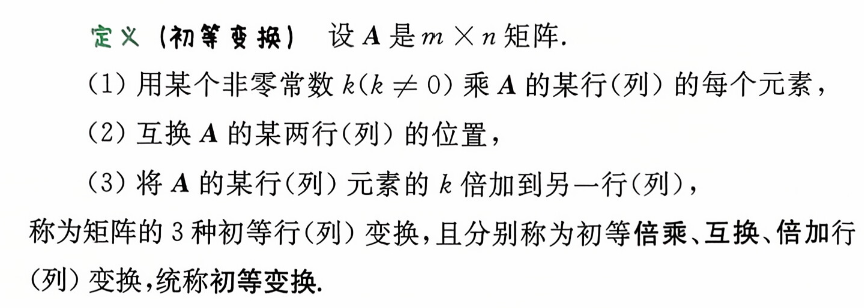 定义 (初等变换) 设 A 是 m × n 矩阵.
(1) 用某个非零常数 k(k ≠ 0) 乘 A 的某行(列) 的每个元素,
(2) 互换 A 的某两行(列) 的位置,
(3) 将 A 的某行(列) 元素的 k 倍加到另一行(列),
称为矩阵的 3 种初等行(列) 变换,且分别称为初等倍乘、互换、倍加行
(列) 变换,统称初等变换.